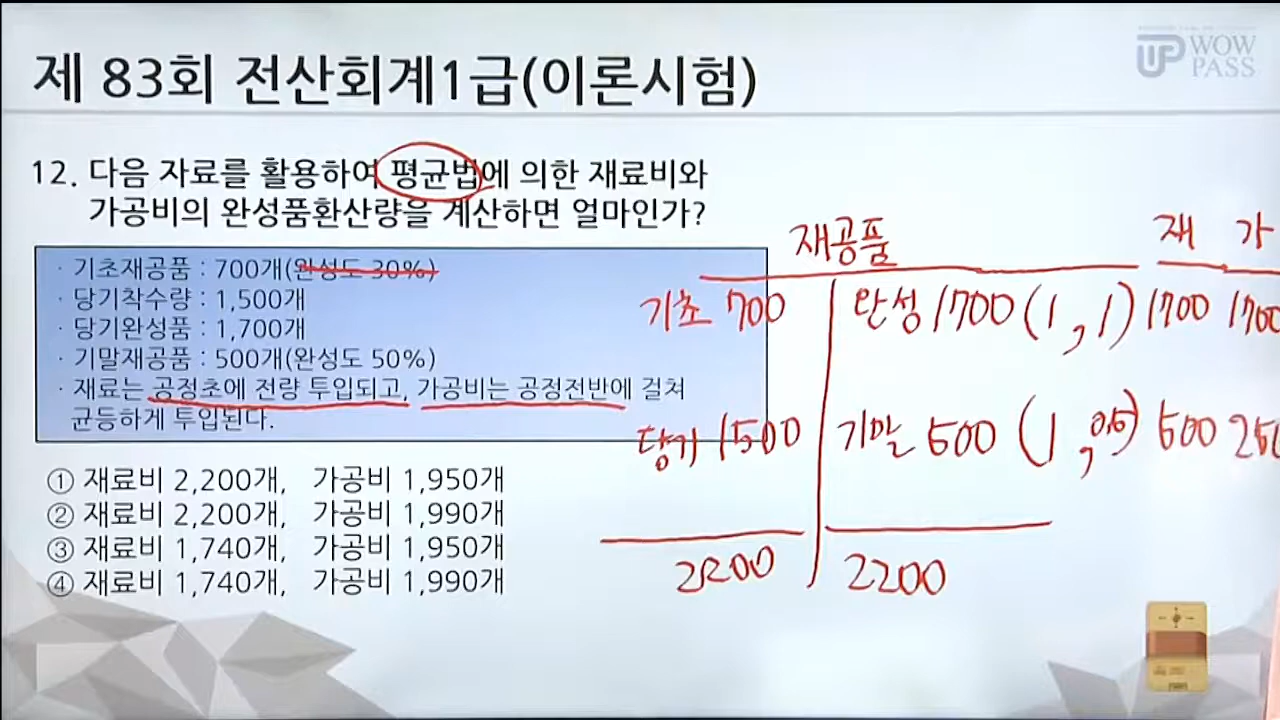 UP WOW PASS
제 83회 전산회계1급(이론시험)
12. 다음 자료를 활용하여 평균법에 의한 재료비와
가공비의 완성품환산량을 계산하면 얼마인가?
· 기초재공품 : 700개(완성도 30%)
· 당기착수량 : 1,500개
· 당기완성품 : 1,700개
· 기말재공품 : 500개(완성도 50%)
· 재료는 공정초에 전량 투입되고, 가공비는 공정전반에 걸쳐
균등하게 투입된다.
① 재료비 2,200개, 가공비 1,950개
② 재료비 2,200개, 가공비 1,990개
③ 재료비 1,740개, 가공비 1,950개
④ 재료비 1,740개, 가공비 1,990개
재공품 재 가
기초 700 완성 1700 (1, 1) 1700 1700
당기 1500 기말 500 (1, 0.5) 500 250
2200 2200